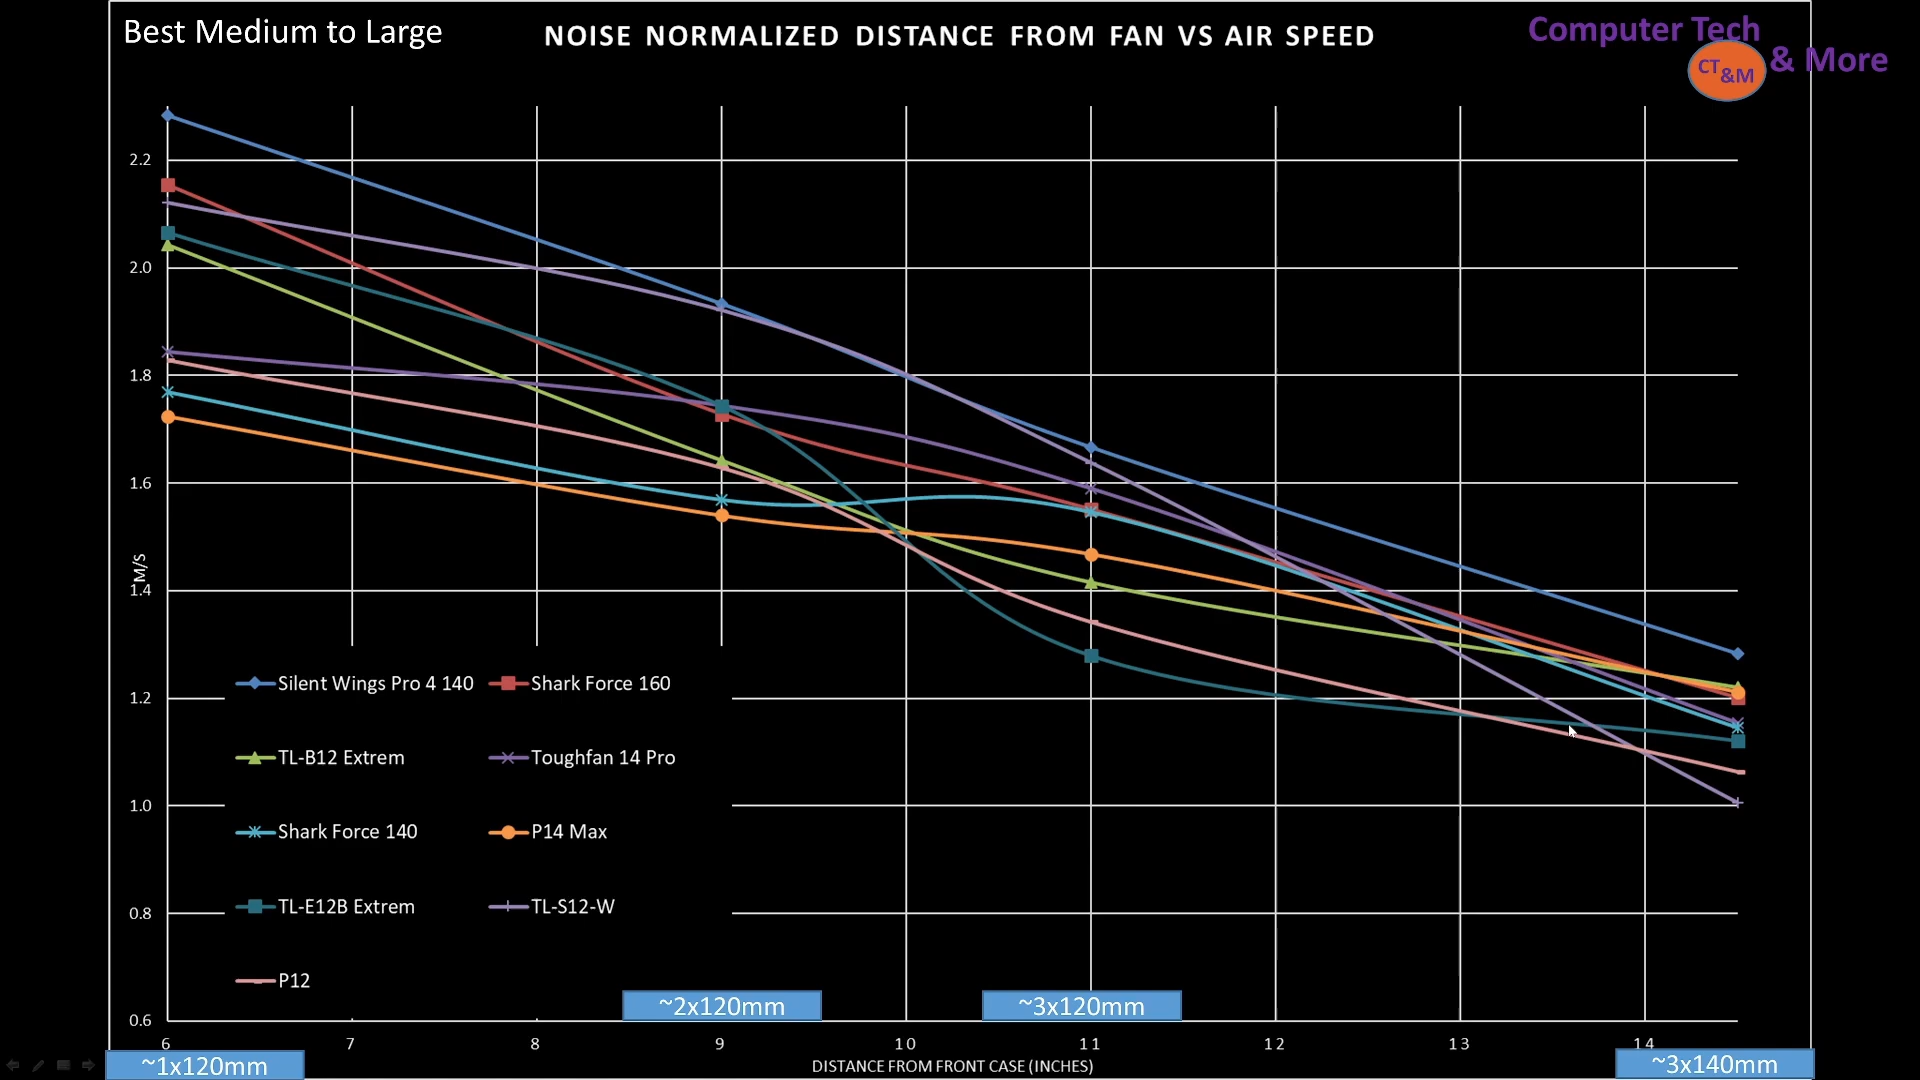 Best Medium to Large
NOISE NORMALIZED DISTANCE FROM FAN VS AIR SPEED
Computer Tech
& More
CT
&M
2.2
2.0
1.8
1.6
M/S
1.4
1.2
1.0
0.8
0.6
Silent Wings Pro 4 140
Shark Force 160
TL-B12 Extrem
Toughfan 14 Pro
Shark Force 140
P14 Max
TL-E12B Extrem
TL-S12-W
P12
~2x120mm
~3x120mm
6 7 8 9 10 11 12 13 14
~1x120mm
DISTANCE FROM FRONT CASE (INCHES)
~3x140mm